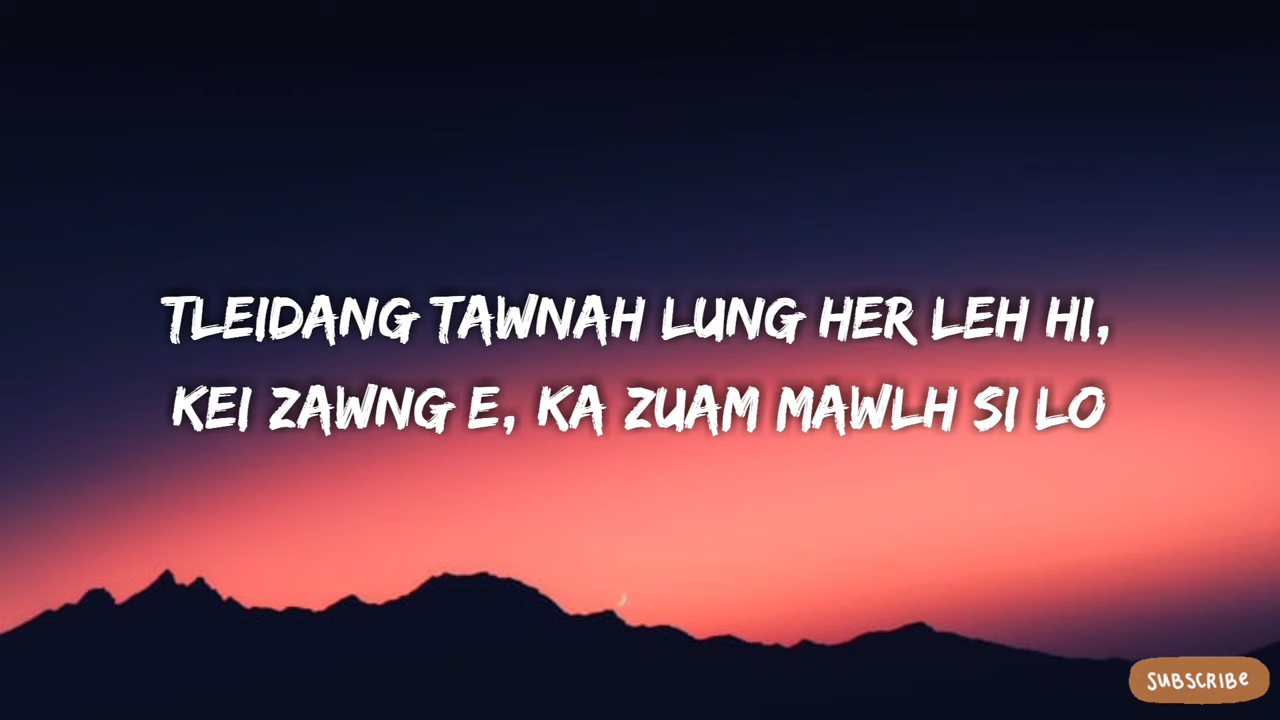 TLEIDANG TAWNAH LUNG HER LEH HI,
KEI ZAWNG E, KA ZUAM MAWLH SI LO
SUBSCRIBe